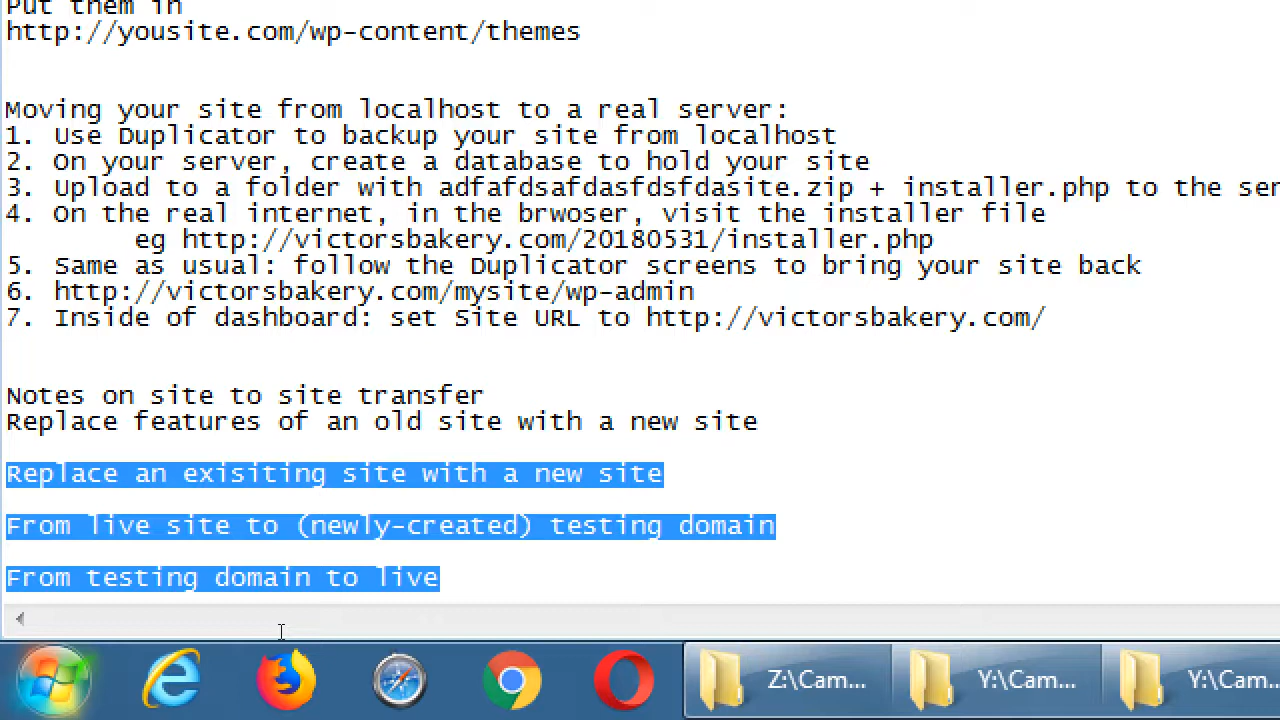 Put them in
http://yousite.com/wp-content/themes
Moving your site from localhost to a real server:
1. Use Duplicator to backup your site from localhost
2. On your server, create a database to hold your site
3. Upload to a folder with adfafdsafdasfdsfdasite.zip + installer.php to the ser
4. On the real internet, in the brwoser, visit the installer file
eg http://victorsbakery.com/20180531/installer.php
5. Same as usual: follow the Duplicator screens to bring your site back
6. http://victorsbakery.com/mysite/wp-admin
7. Inside of dashboard: set Site URL to http://victorsbakery.com/
Notes on site to site transfer
Replace features of an old site with a new site
Replace an exisiting site with a new site
From live site to (newly-created) testing domain
From testing domain to live
Z:\Cam... Y:\Cam... Y:\Cam...